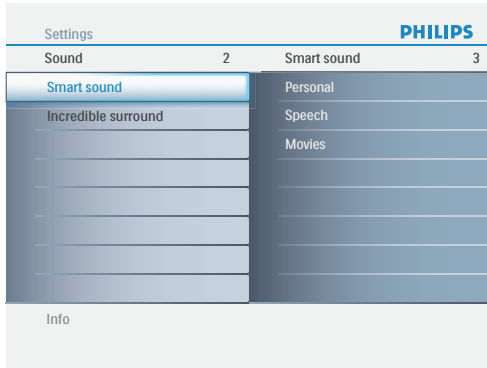 Settings
PHILIPS
Sound 2
Smart sound 3
Smart sound
Personal
Incredible surround
Speech
Movies
Info